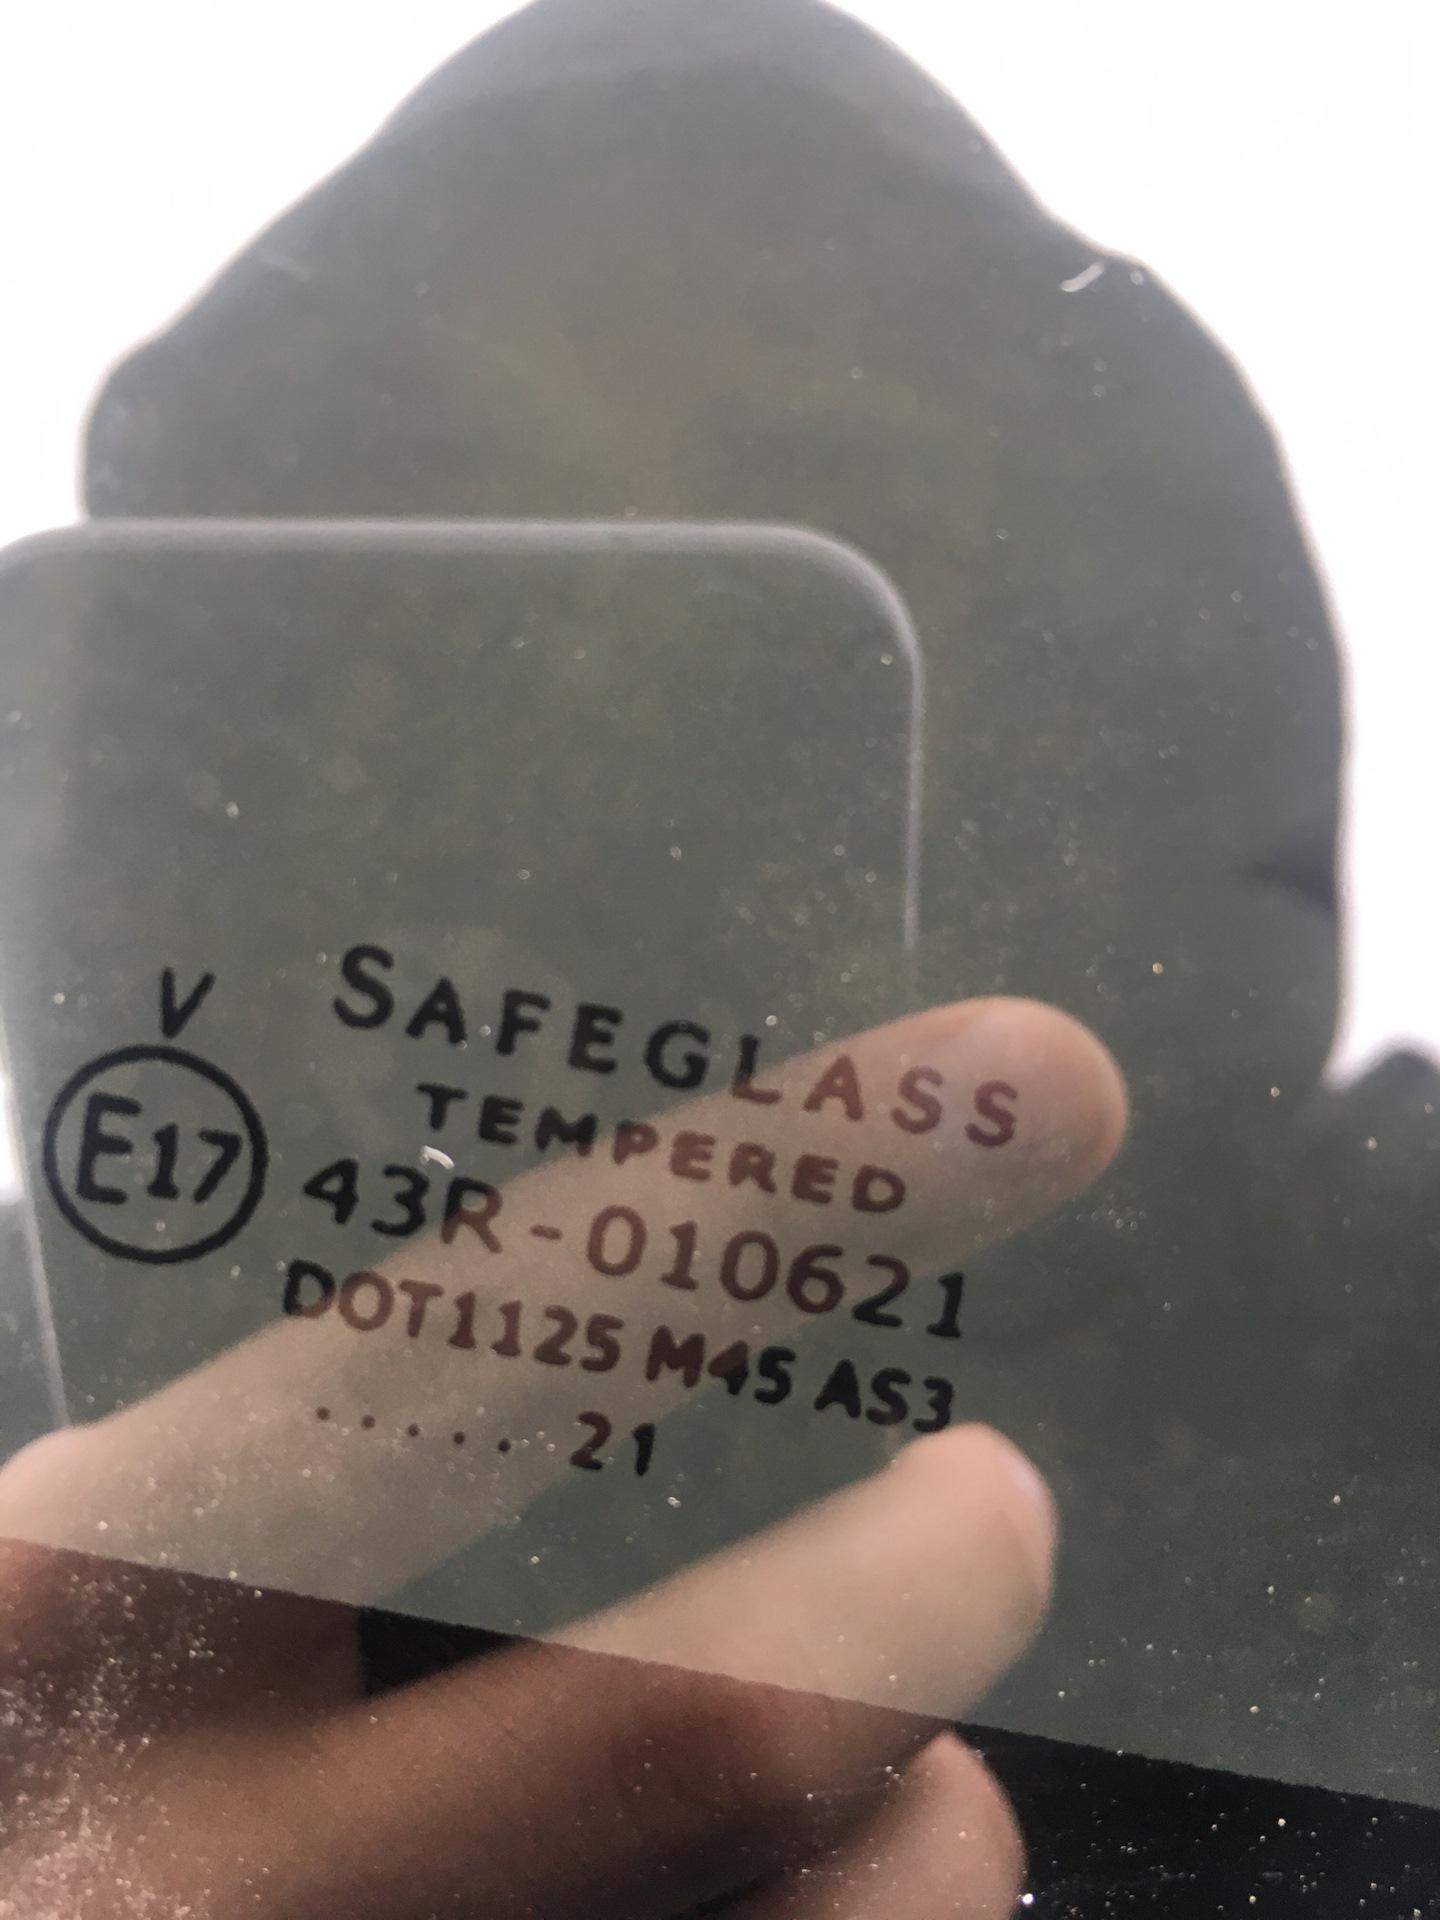 V
SAFEGLASS
TEMPERED
E17
43R-010621
DOT1125 M45 AS3
..... 21